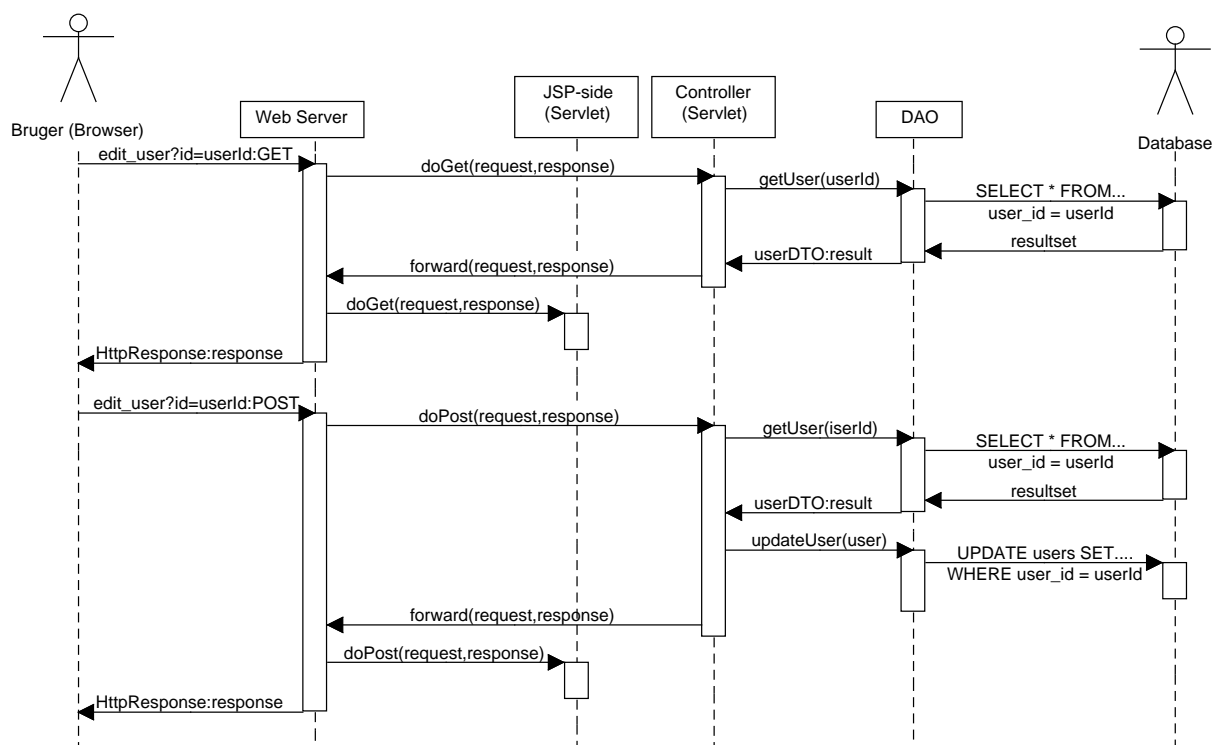 JSP-side
(Servlet)
Controller
(Servlet)
Web Server
DAO
Bruger (Browser)
Database
edit_user?id=userId:GET
doGet(request,response)
getUser(userId)
SELECT * FROM...
user_id = userId
resultset
userDTO:result
forward(request,response)
doGet(request,response)
HttpResponse:response
edit_user?id=userId:POST
doPost(request,response)
getUser(iserId)
SELECT * FROM...
user_id = userId
resultset
userDTO:result
updateUser(user)
UPDATE users SET....
WHERE user_id = userId
forward(request,response)
doPost(request,response)
HttpResponse:response